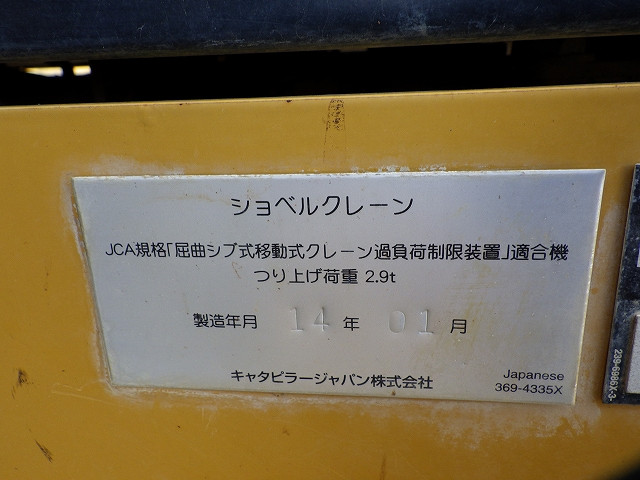 ショベルクレーン
JCA規格「屈曲ジブ式移動式クレーン過負荷制限装置」適合機
つり上げ荷重 2.9t
製造年月 14 年 01 月
キャタピラージャパン株式会社
Japanese
369-4335X
239-6986X-3